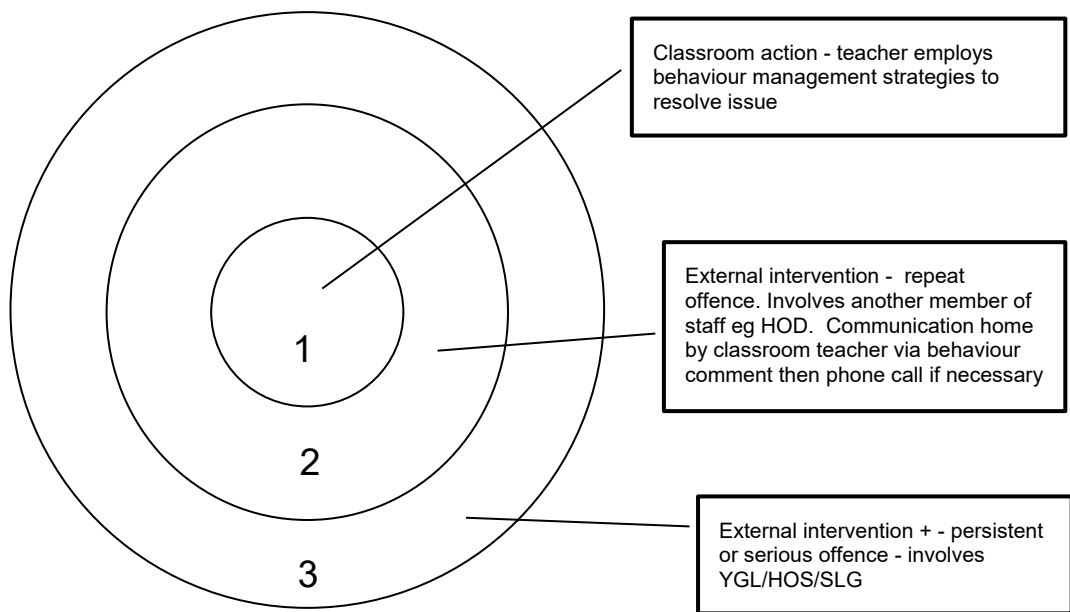 Classroom action - teacher employs
behaviour management strategies to
resolve issue
External intervention -  repeat
offence. Involves another member of
staff eg HOD.  Communication home
by classroom teacher via behaviour
comment then phone call if necessary
1
2
External intervention + - persistent
or serious offence - involves
YGL/HOS/SLG
3